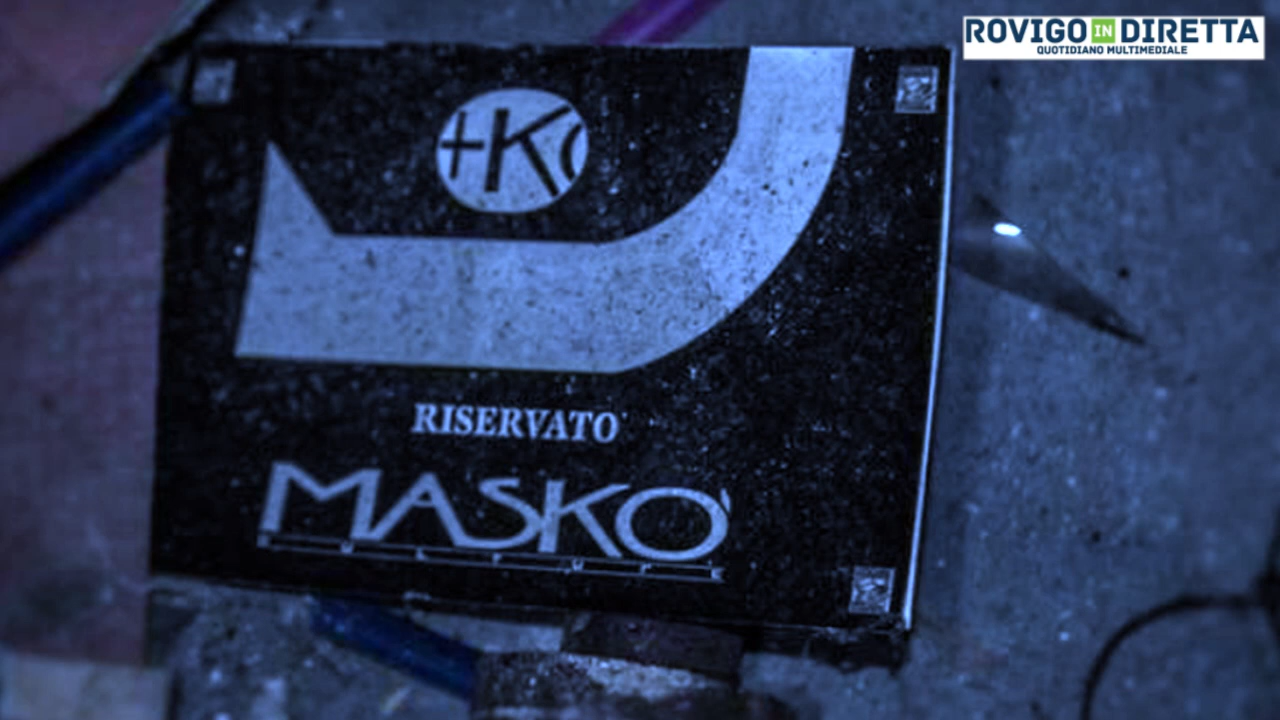 ROVIGO IN DIRETTA
QUOTIDIANO MULTIMEDIALE
+K
RISERVATO
MASKO'